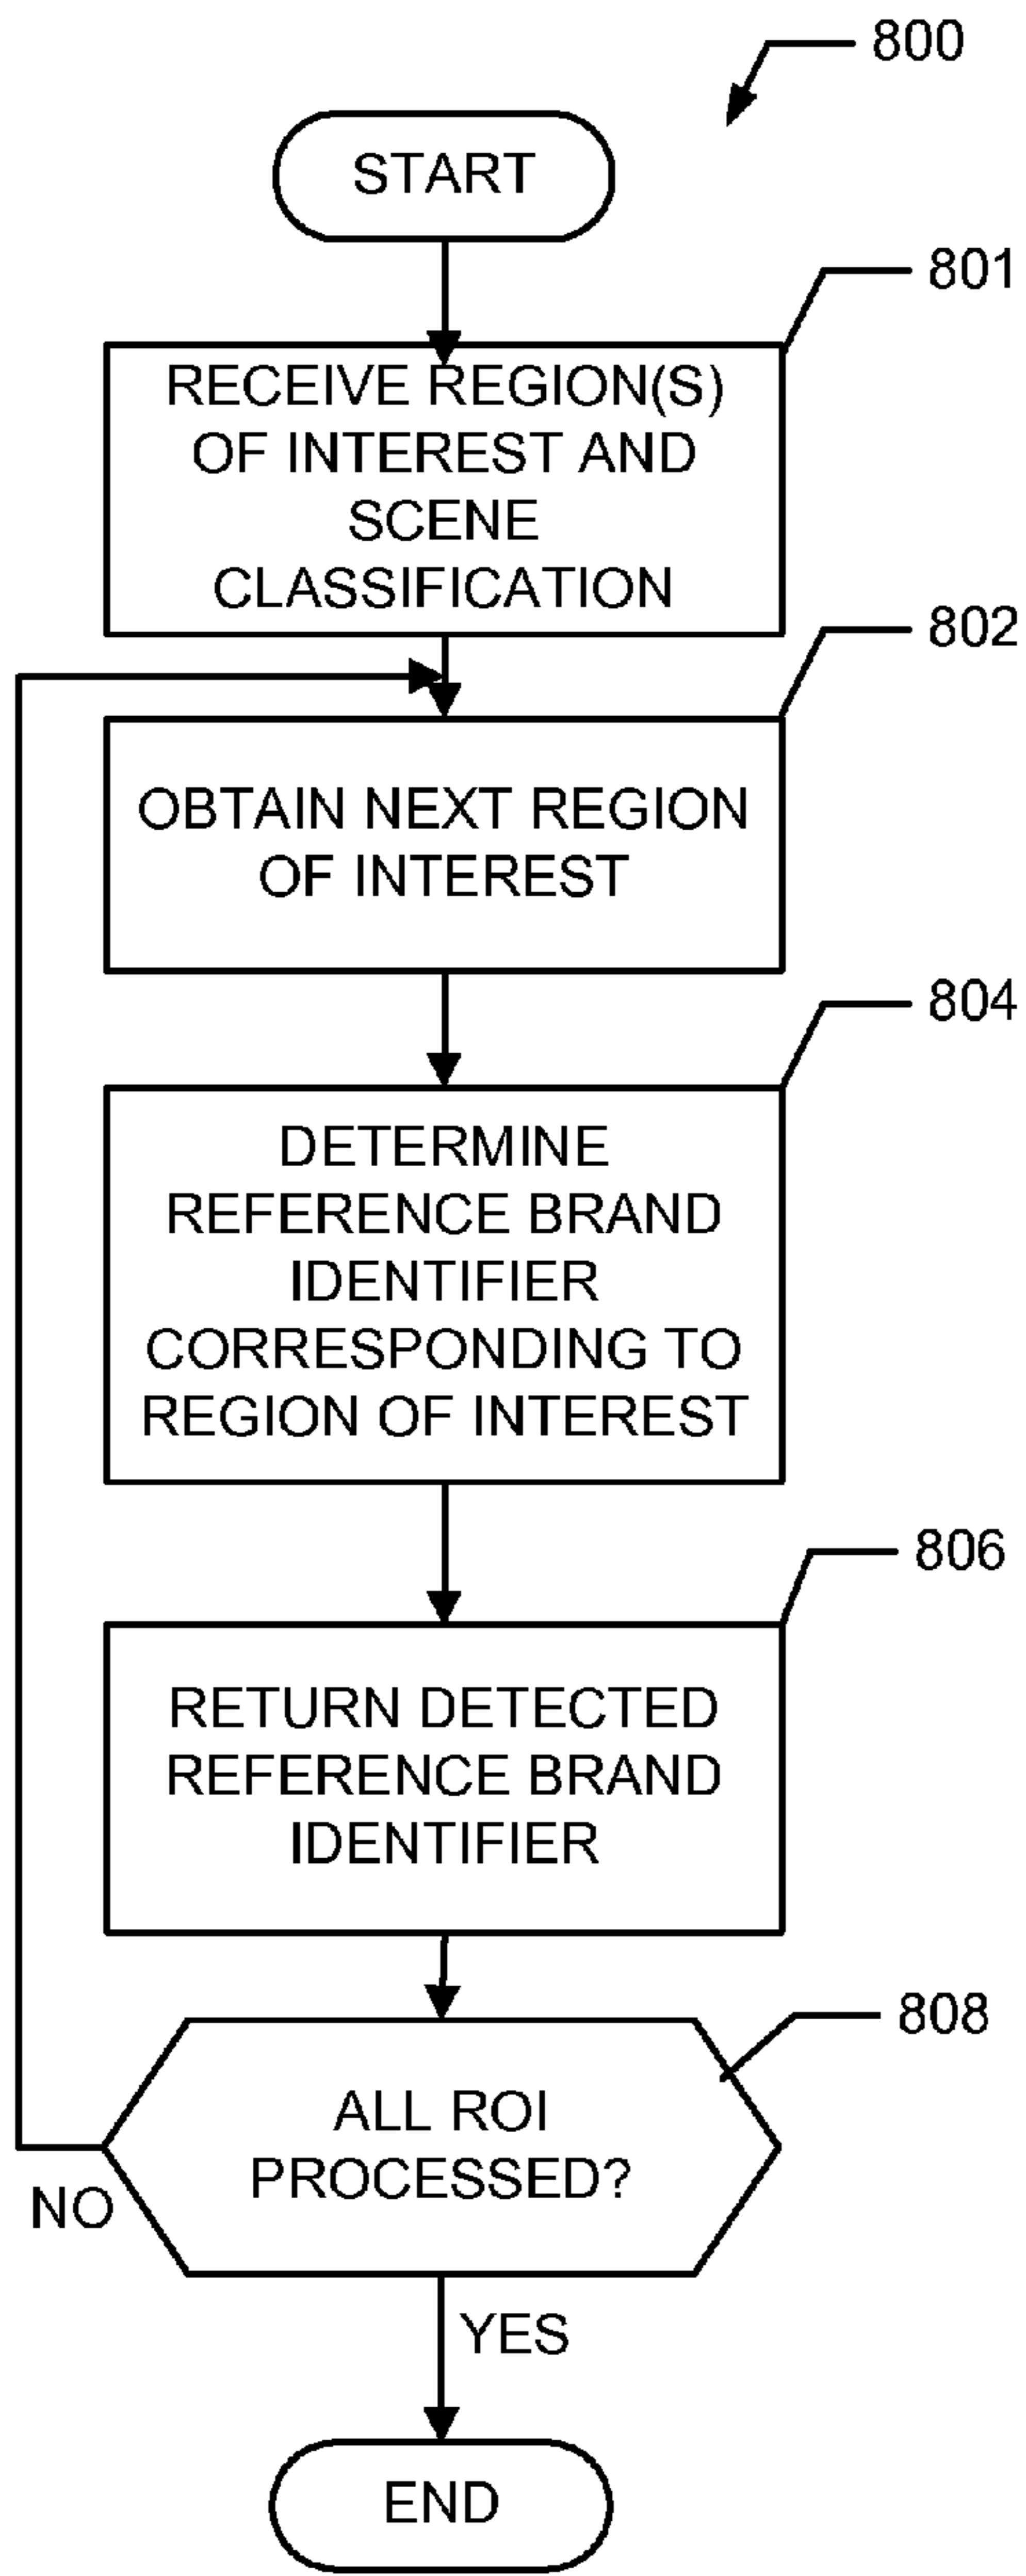 800
START
801
RECEIVE REGION(S)
OF INTEREST AND
SCENE
CLASSIFICATION
802
OBTAIN NEXT REGION
OF INTEREST
804
DETERMINE
REFERENCE BRAND
IDENTIFIER
CORRESPONDING TO
REGION OF INTEREST
806
RETURN DETECTED
REFERENCE BRAND
IDENTIFIER
808
ALL ROI
PROCESSED?
NO
YES
END